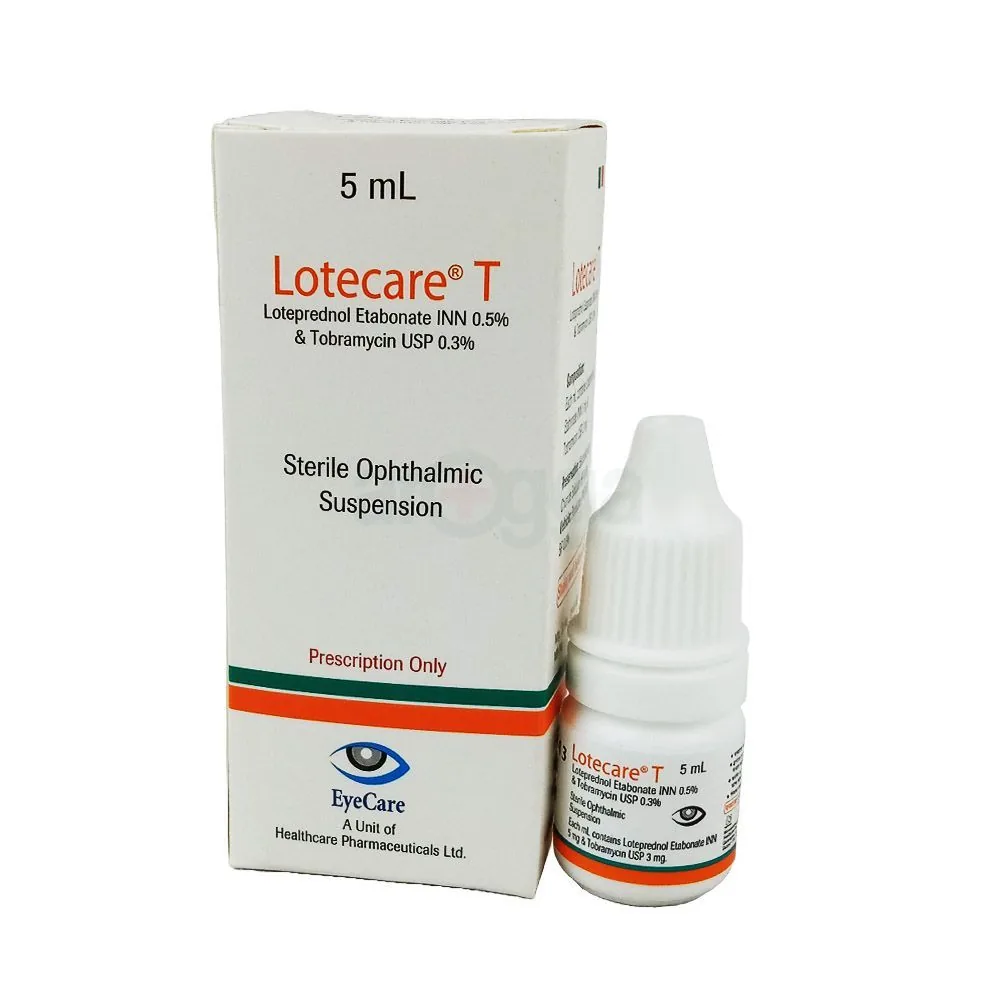 5 mL
Lotecare® T
Loteprednol Etabonate INN 0.5%
& Tobramycin USP 0.3%
Sterile Ophthalmic
Suspension
Prescription Only
EyeCare
A Unit of
Healthcare Pharmaceuticals Ltd.
Lotecare T
Composition:
Lotecare® T 5 mL
Loteprednol Etabonate INN 0.5%
& Tobramycin USP 0.3%
Sterile Ophthalmic
Suspension
Each mL contains Loteprednol Etabonate INN
5 mg & Tobramycin USP 3 mg.